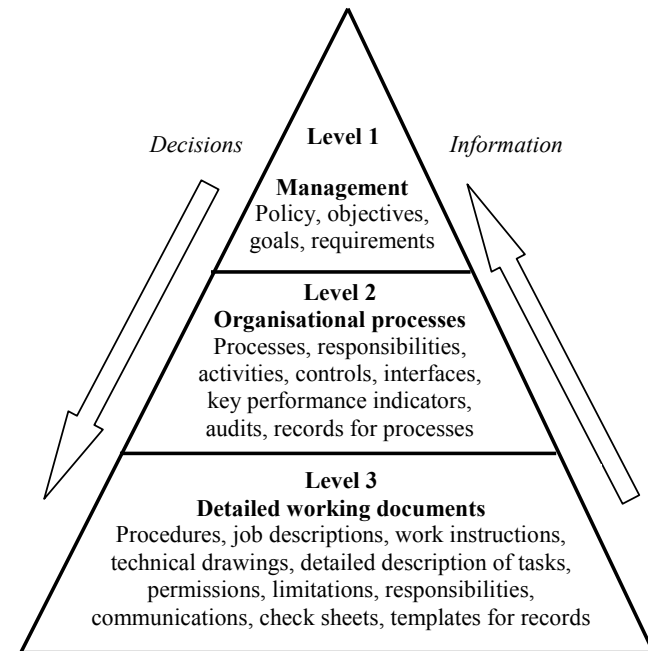 Decisions
Information
Level 1
Management
Policy, objectives,
goals, requirements
Level 2
Organisational processes
Processes, responsibilities,
activities, controls, interfaces,
key performance indicators,
audits, records for processes
Level 3
Detailed working documents
Procedures, job descriptions, work instructions,
technical drawings, detailed description of tasks,
permissions, limitations, responsibilities,
communications, check sheets, templates for records